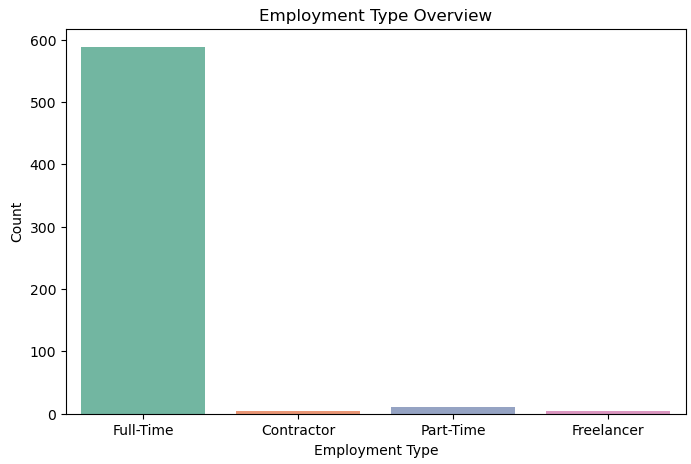 Employment Type Overview
600
500
400
300
200
100
0
Count
Full-Time Contractor Part-Time Freelancer
Employment Type